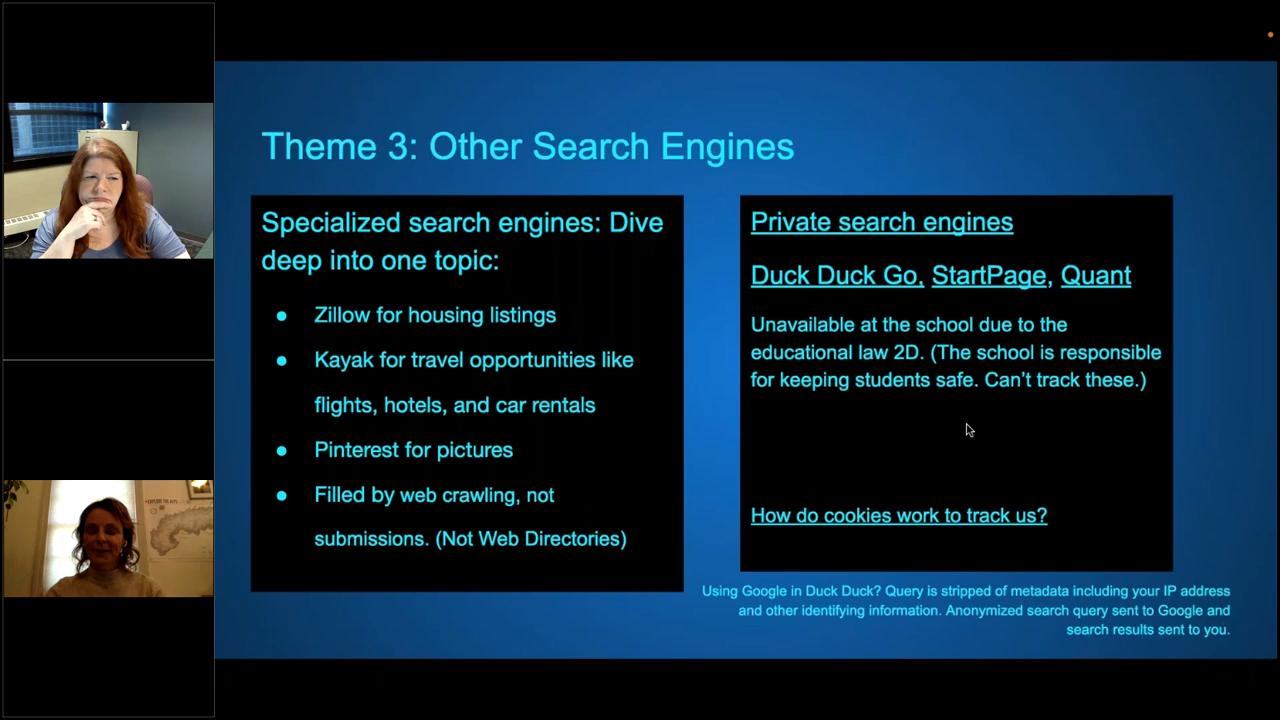 Theme 3: Other Search Engines
Specialized search engines: Dive
deep into one topic:
● Zillow for housing listings
● Kayak for travel opportunities like
flights, hotels, and car rentals
● Pinterest for pictures
● Filled by web crawling, not
submissions. (Not Web Directories)
Private search engines
Duck Duck Go, StartPage, Quant
Unavailable at the school due to the
educational law 2D. (The school is responsible
for keeping students safe. Can't track these.)
How do cookies work to track us?
Using Google in Duck Duck? Query is stripped of metadata including your IP address
and other identifying information. Anonymized search query sent to Google and
search results sent to you.